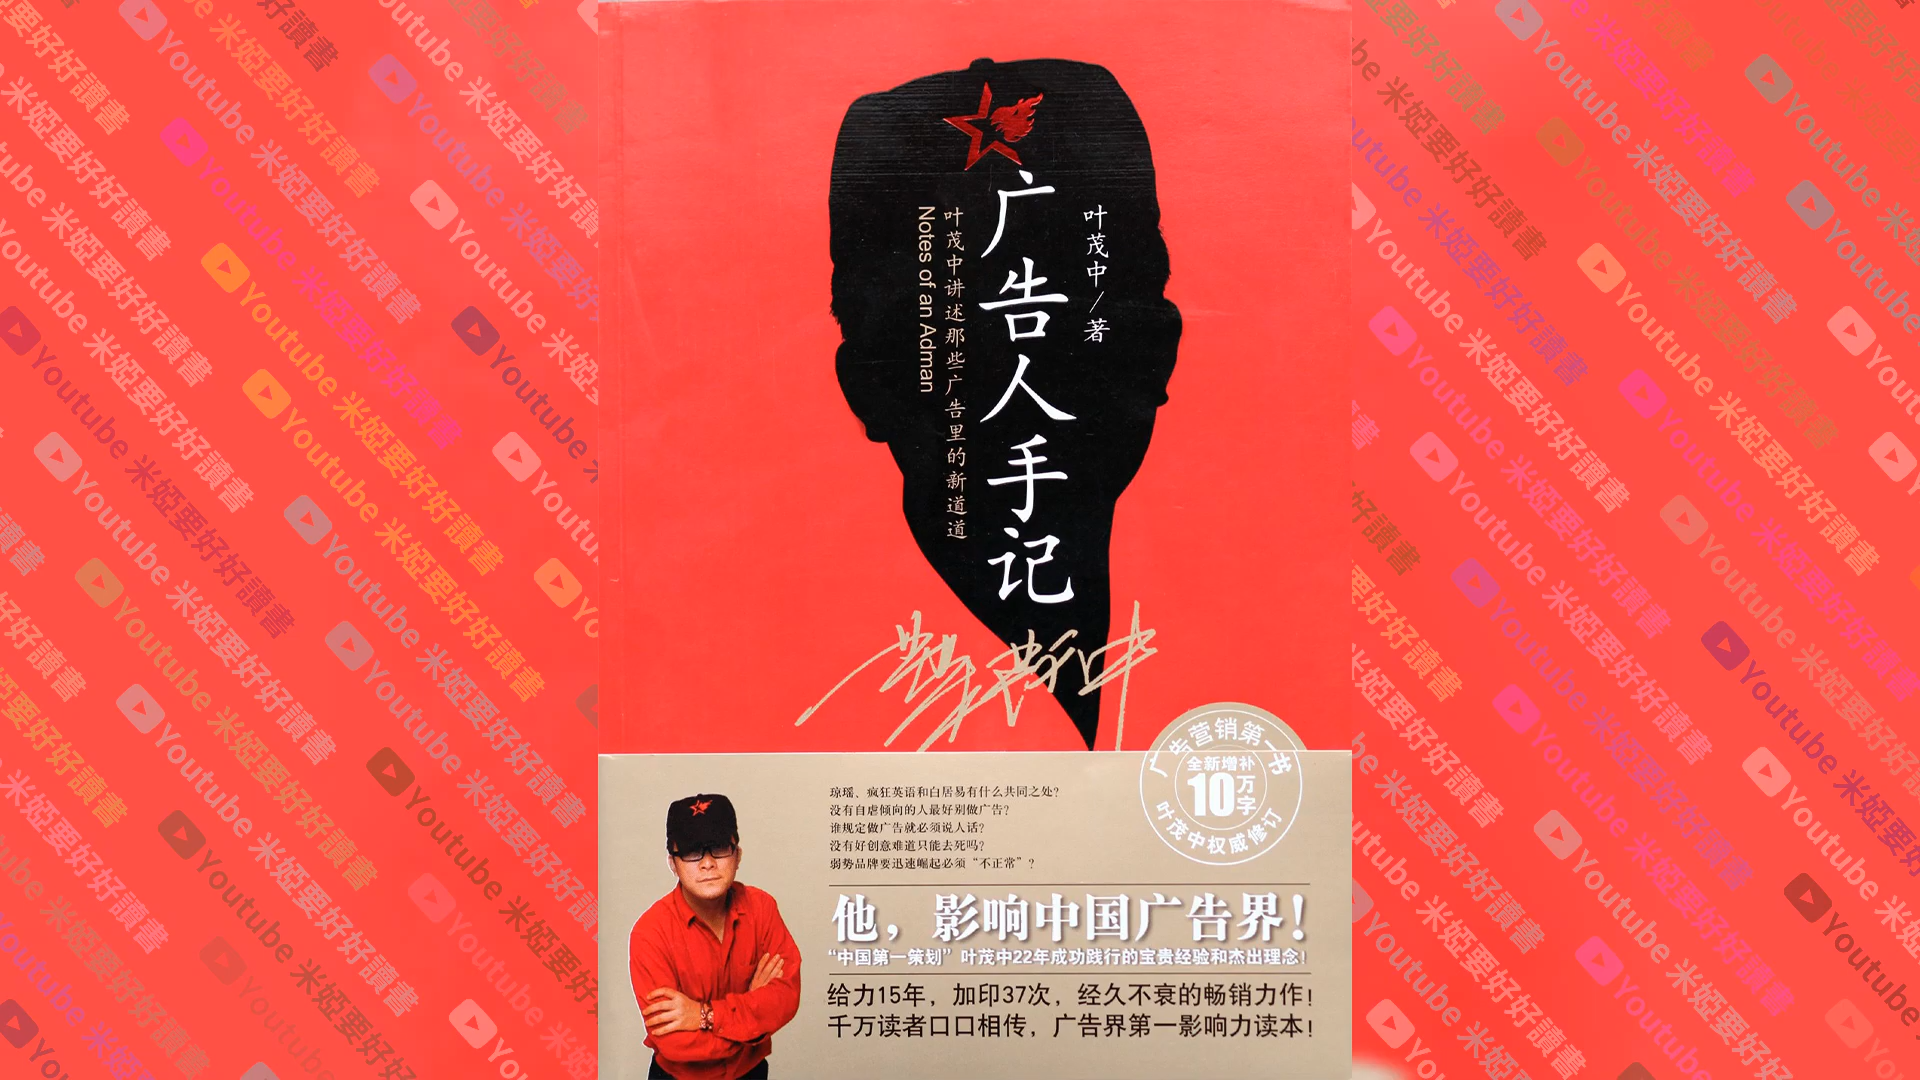 叶茂中/著
广告人手记
叶茂中讲述那些广告里的新道道
Notes of an Adman
叶茂中
广告营销第一书
全新增补
10万字
叶茂中权威修订
琼瑶、疯狂英语和白居易有什么共同之处?
没有自虐倾向的人最好别做广告?
谁规定做广告就必须说人话?
没有好创意难道只能去死吗?
弱势品牌要迅速崛起必须“不正常”?
他，影响中国广告界!
“中国第一策划”叶茂中22年成功践行的宝贵经验和杰出理念!
给力15年，加印37次，经久不衰的畅销力作!
千万读者口口相传，广告界第一影响力读本!
Youtube 米婭要好好讀書